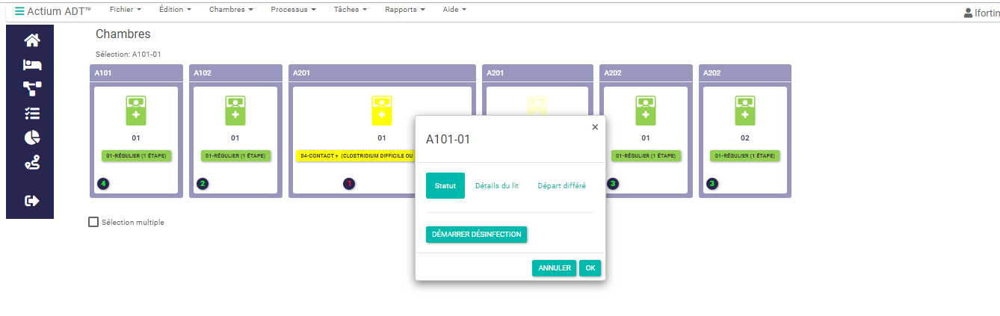 Actium ADT™ Fichier Édition Chambres Processus Tâches Rapports Aide lfortin
Chambres
Sélection: A101-01
A101 A102 A201 A201 A202 A202
01 01 01 01 02
01-RÉGULIER (1 ÉTAPE) 01-RÉGULIER (1 ÉTAPE) 04-CONTACT + (CLOSTRIDIUM DIFFICILE OU 01-RÉGULIER (1 ÉTAPE) 01-RÉGULIER (1 ÉTAPE)
4 2 1 3 3
Sélection multiple
×
A101-01
Statut Détails du lit Départ différé
DÉMARRER DÉSINFECTION
ANNULER OK